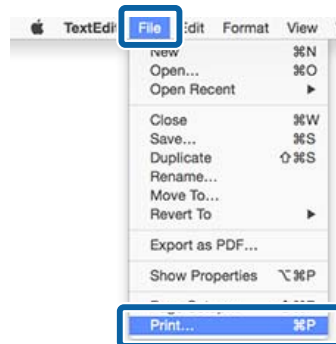 TextEdit File Edit Format View
New ⌘N
Open... ⌘O
Open Recent ▶
Close ⌘W
Save... ⌘S
Duplicate ⇧⌘S
Rename...
Move To...
Revert To ▶
Export as PDF...
Show Properties ⌥⌘P
Print... ⌘P